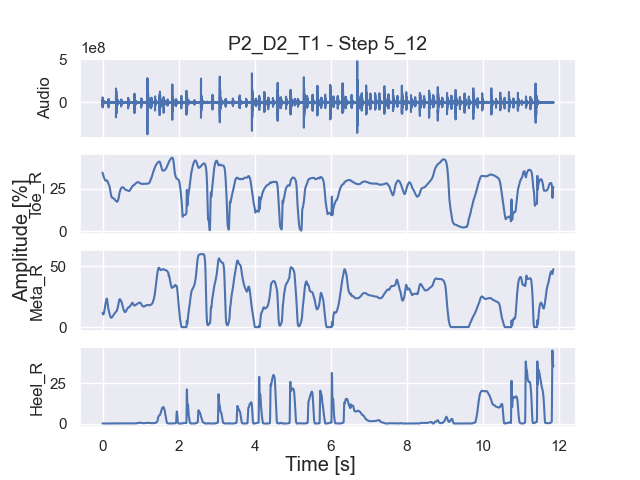 P2_D2_T1 - Step 5_12
1e8
5
0
Audio
Amplitude [%]
25
0
Toe_R
50
0
Meta_R
25
0
Heel_R
0 2 4 6 8 10 12
Time [s]